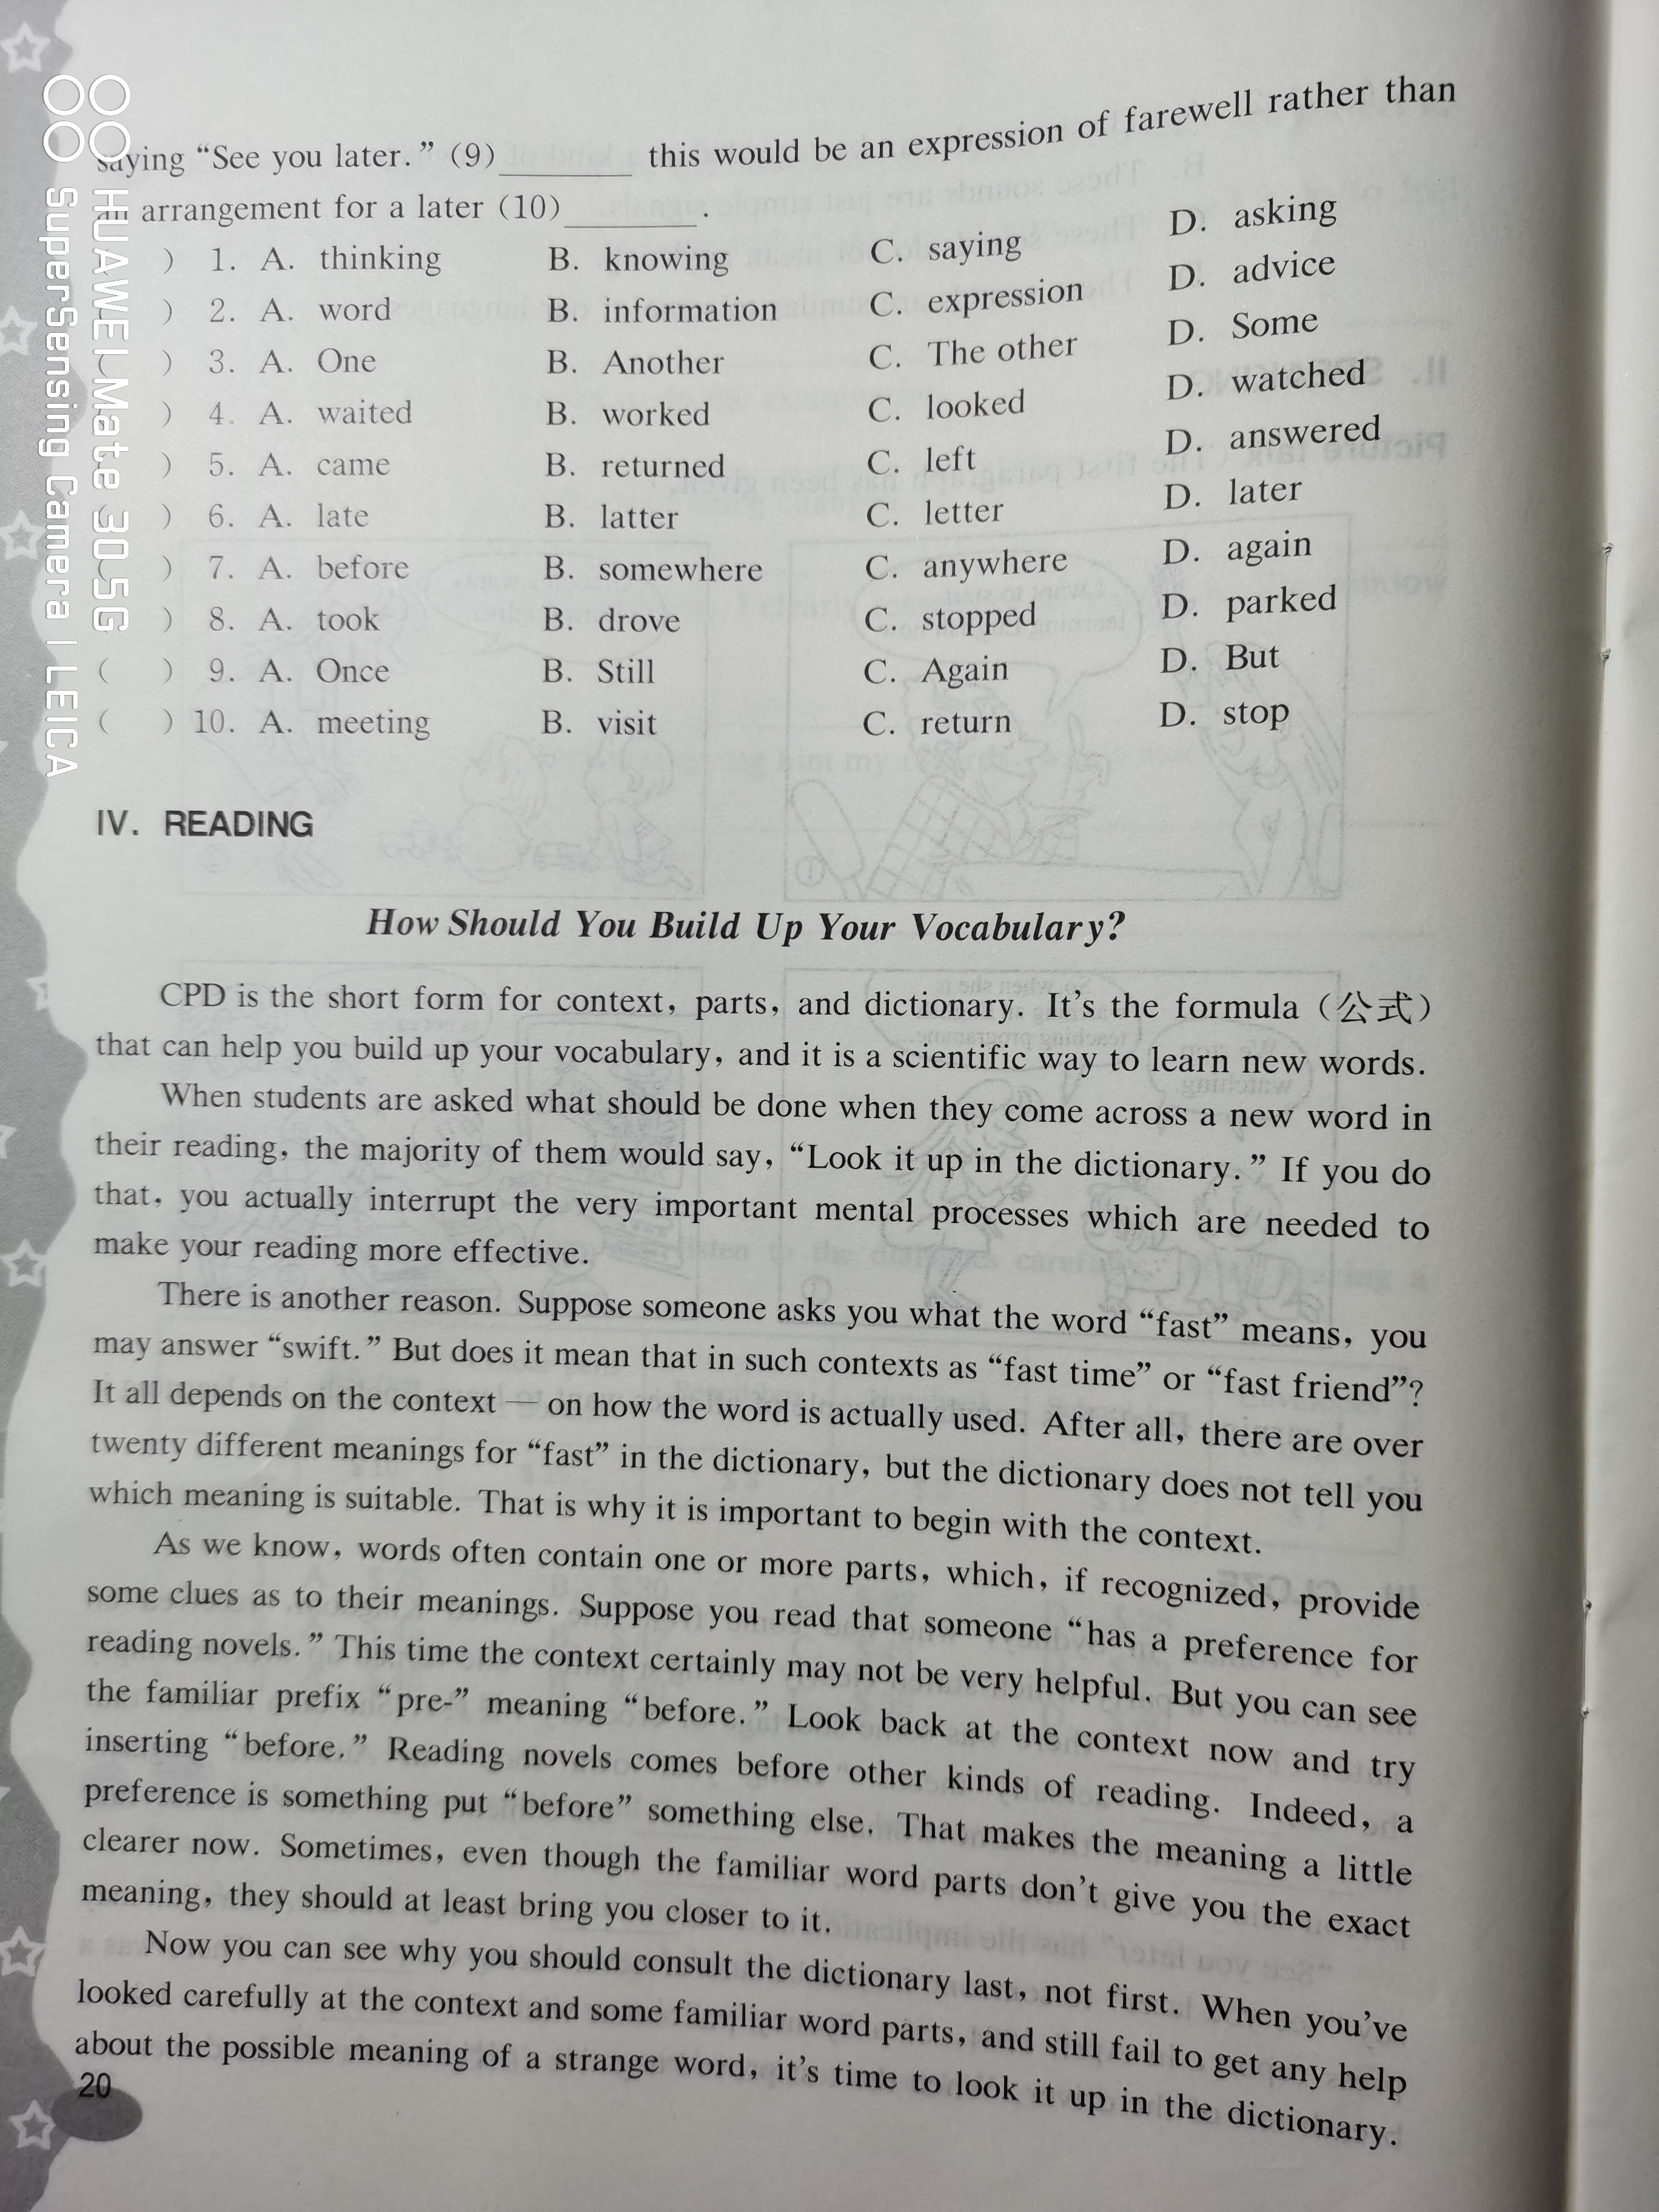 saying “See you later.” (9)________ this would be an expression of farewell rather than
arrangement for a later (10)________.
) 1. A. thinking B. knowing C. saying D. asking
) 2. A. word B. information C. expression D. advice
) 3. A. One B. Another C. The other D. Some
) 4. A. waited B. worked C. looked D. watched
) 5. A. came B. returned C. left D. answered
) 6. A. late B. latter C. letter D. later
) 7. A. before B. somewhere C. anywhere D. again
) 8. A. took B. drove C. stopped D. parked
( ) 9. A. Once B. Still C. Again D. But
( ) 10. A. meeting B. visit C. return D. stop
IV. READING
How Should You Build Up Your Vocabulary?
CPD is the short form for context, parts, and dictionary. It’s the formula (公式)
that can help you build up your vocabulary, and it is a scientific way to learn new words.
When students are asked what should be done when they come across a new word in
their reading, the majority of them would say, “Look it up in the dictionary.” If you do
that, you actually interrupt the very important mental processes which are needed to
make your reading more effective.
There is another reason. Suppose someone asks you what the word “fast” means, you
may answer “swift.” But does it mean that in such contexts as “fast time” or “fast friend”?
It all depends on the context — on how the word is actually used. After all, there are over
twenty different meanings for “fast” in the dictionary, but the dictionary does not tell you
which meaning is suitable. That is why it is important to begin with the context.
As we know, words often contain one or more parts, which, if recognized, provide
some clues as to their meanings. Suppose you read that someone “has a preference for
reading novels.” This time the context certainly may not be very helpful. But you can see
the familiar prefix “pre-” meaning “before.” Look back at the context now and try
inserting “before.” Reading novels comes before other kinds of reading. Indeed, a
preference is something put “before” something else. That makes the meaning a little
clearer now. Sometimes, even though the familiar word parts don’t give you the exact
meaning, they should at least bring you closer to it.
Now you can see why you should consult the dictionary last, not first. When you’ve
looked carefully at the context and some familiar word parts, and still fail to get any help
about the possible meaning of a strange word, it’s time to look it up in the dictionary.
20
HUAWEI Mate 30 5G
SuperSensing Camera | LEICA